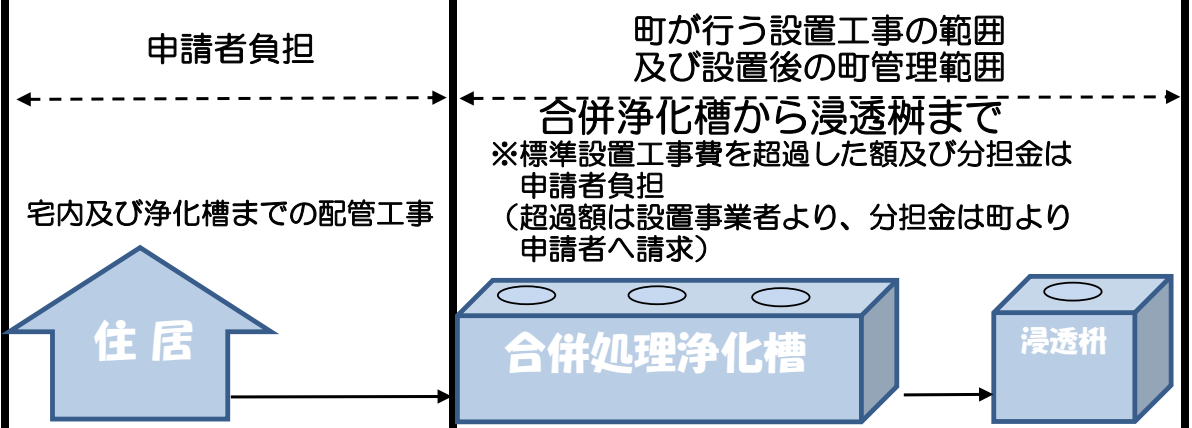 申請者負担
町が行う設置工事の範囲
及び設置後の町管理範囲
合併浄化槽から浸透桝まで
※標準設置工事費を超過した額及び分担金は
申請者負担
（超過額は設置事業者より、分担金は町より
申請者へ請求）
宅内及び浄化槽までの配管工事
住居
合併処理浄化槽
浸透枡